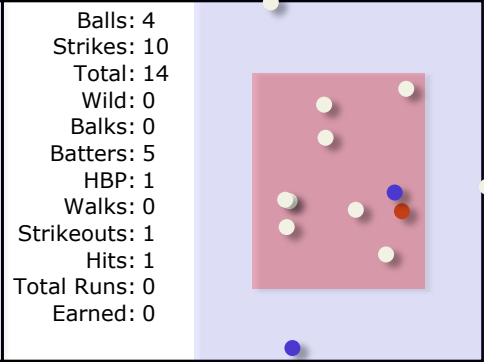 Balls: 4
Strikes: 10
Total: 14
Wild: 0
Balks: 0
Batters: 5
HBP: 1
Walks: 0
Strikeouts: 1
Hits: 1
Total Runs: 0
Earned: 0